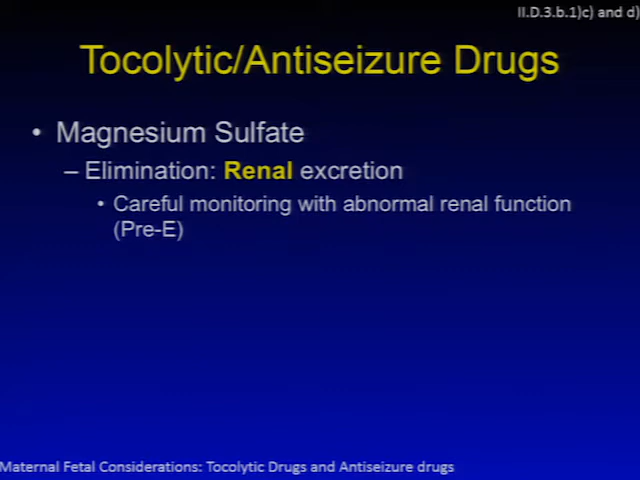 II.D.3.b.1)c) and d)
Tocolytic/Antiseizure Drugs
• Magnesium Sulfate
– Elimination: Renal excretion
• Careful monitoring with abnormal renal function
(Pre-E)
Maternal Fetal Considerations: Tocolytic Drugs and Antiseizure drugs